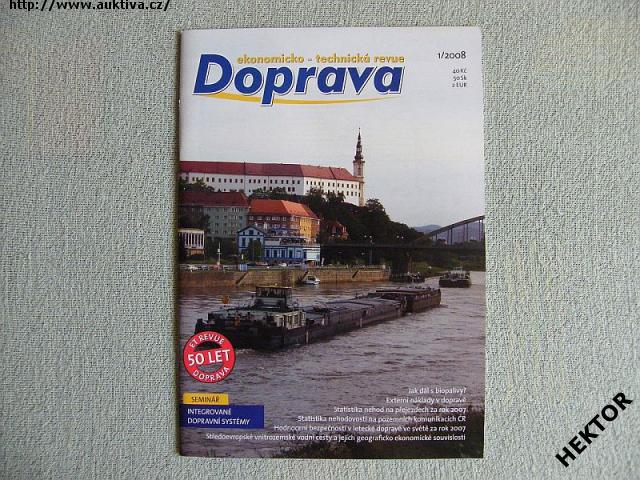 http://www.auktiva.cz/
ekonomicko - technická revue
Doprava
1/2008
40 Kč
50 Sk
2 EUR
ET REVUE
50 LET
DOPRAVA
SEMINÁŘ
INTEGROVANÉ
DOPRAVNÍ SYSTÉMY
Jak dál s biopalivy?
Externí náklady v dopravě
Statistika nehod na přejezdech za rok 2007
Statistika nehodovosti na pozemních komunikacích ČR
Hodnocení bezpečnosti v letecké dopravě ve světě za rok 2007
Středoevropské vnitrozemské vodní cesty a jejich geograficko ekonomické souvislosti
HEKTOR